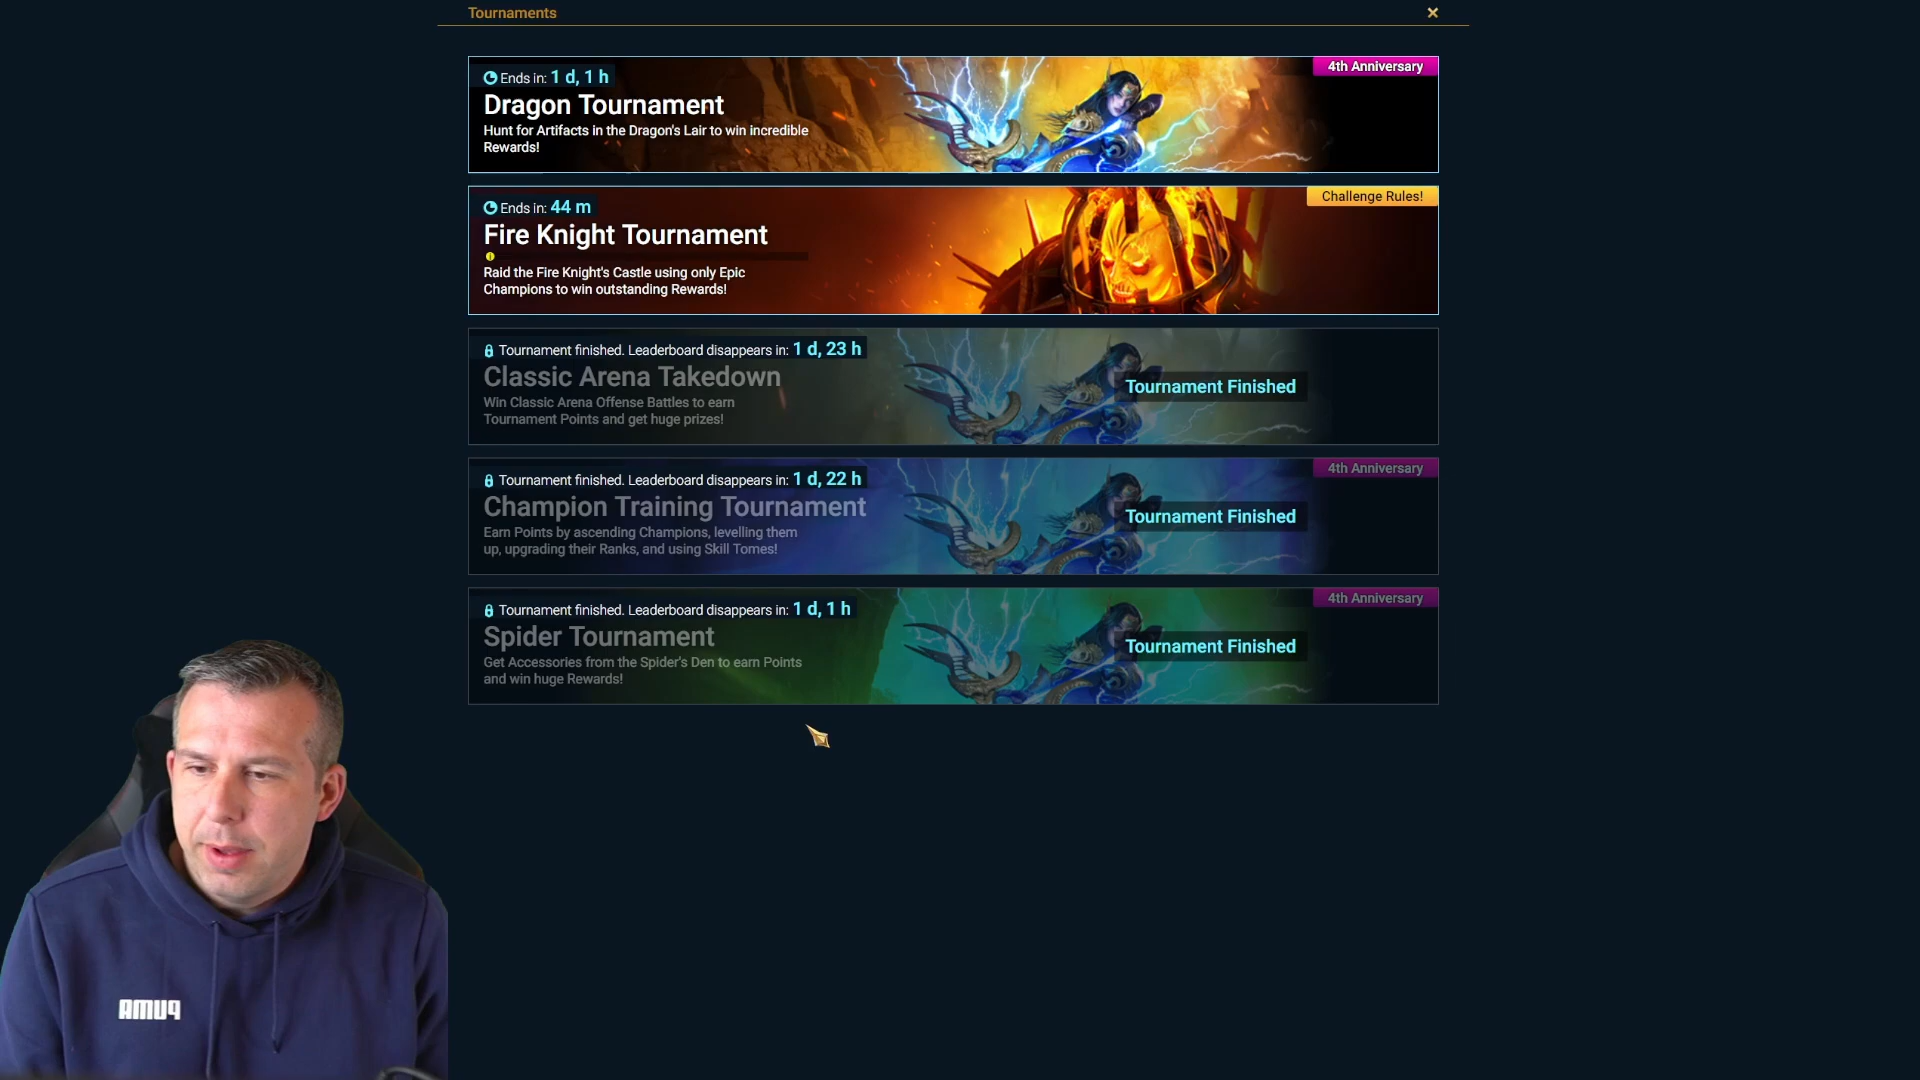 Tournaments
Ends in: 1 d, 1 h
4th Anniversary
Dragon Tournament
Hunt for Artifacts in the Dragon's Lair to win incredible
Rewards!
Ends in: 44 m
Challenge Rules!
Fire Knight Tournament
Raid the Fire Knight's Castle using only Epic
Champions to win outstanding Rewards!
Tournament finished. Leaderboard disappears in: 1 d, 23 h
Classic Arena Takedown
Tournament Finished
Win Classic Arena Offense Battles to earn
Tournament Points and get huge prizes!
Tournament finished. Leaderboard disappears in: 1 d, 22 h
4th Anniversary
Champion Training Tournament
Tournament Finished
Earn Points by ascending Champions, levelling them
up, upgrading their Ranks, and using Skill Tomes!
Tournament finished. Leaderboard disappears in: 1 d, 1 h
4th Anniversary
Spider Tournament
Tournament Finished
Get Accessories from the Spider's Den to earn Points
and win huge Rewards!
PUMA